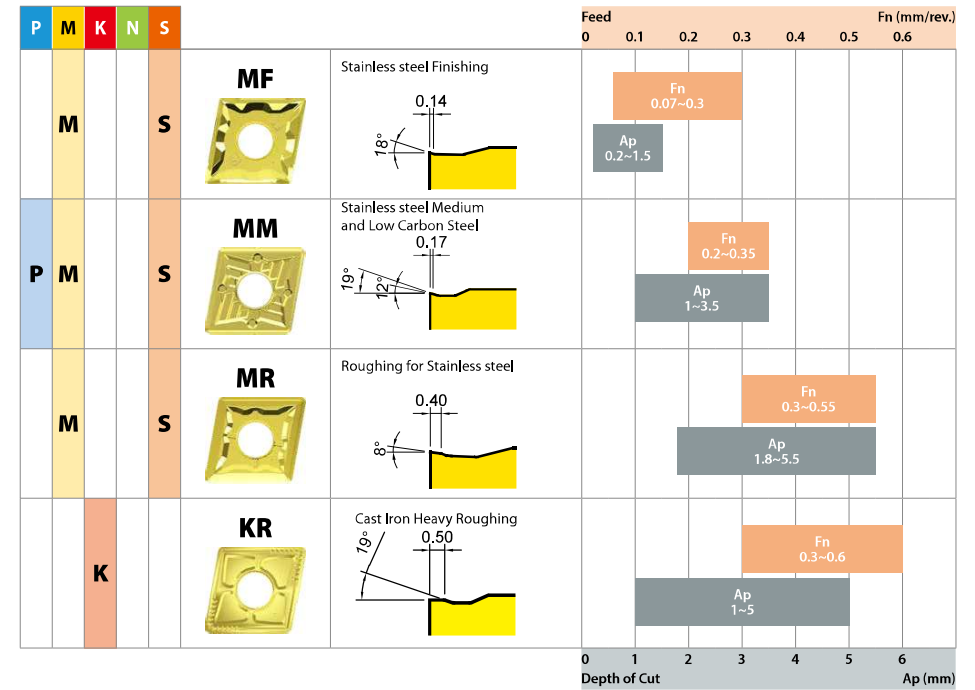 P M K N S
Feed Fn (mm/rev.)
0 0.1 0.2 0.3 0.4 0.5 0.6
M S
MF
Stainless steel Finishing
0.14
18°
Fn
0.07~0.3
Ap
0.2~1.5
P M S
MM
Stainless steel Medium
and Low Carbon Steel
0.17
19°
12°
Fn
0.2~0.35
Ap
1~3.5
M S
MR
Roughing for Stainless steel
0.40
8°
Fn
0.3~0.55
Ap
1.8~5.5
K
KR
Cast Iron Heavy Roughing
0.50
19°
Fn
0.3~0.6
Ap
1~5
0 1 2 3 4 5 6
Depth of Cut Ap (mm)